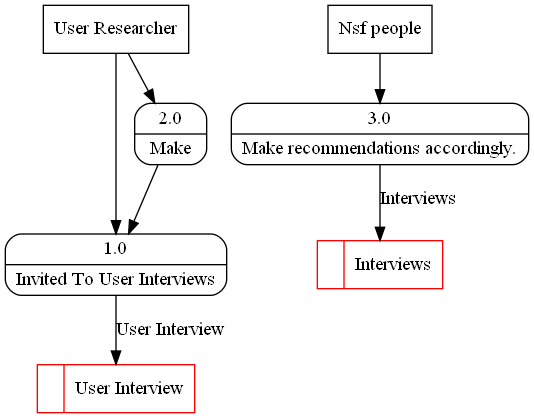 User Researcher
Nsf people
2.0
Make
3.0
Make recommendations accordingly.
1.0
Invited To User Interviews
Interviews
Interviews
User Interview
User Interview